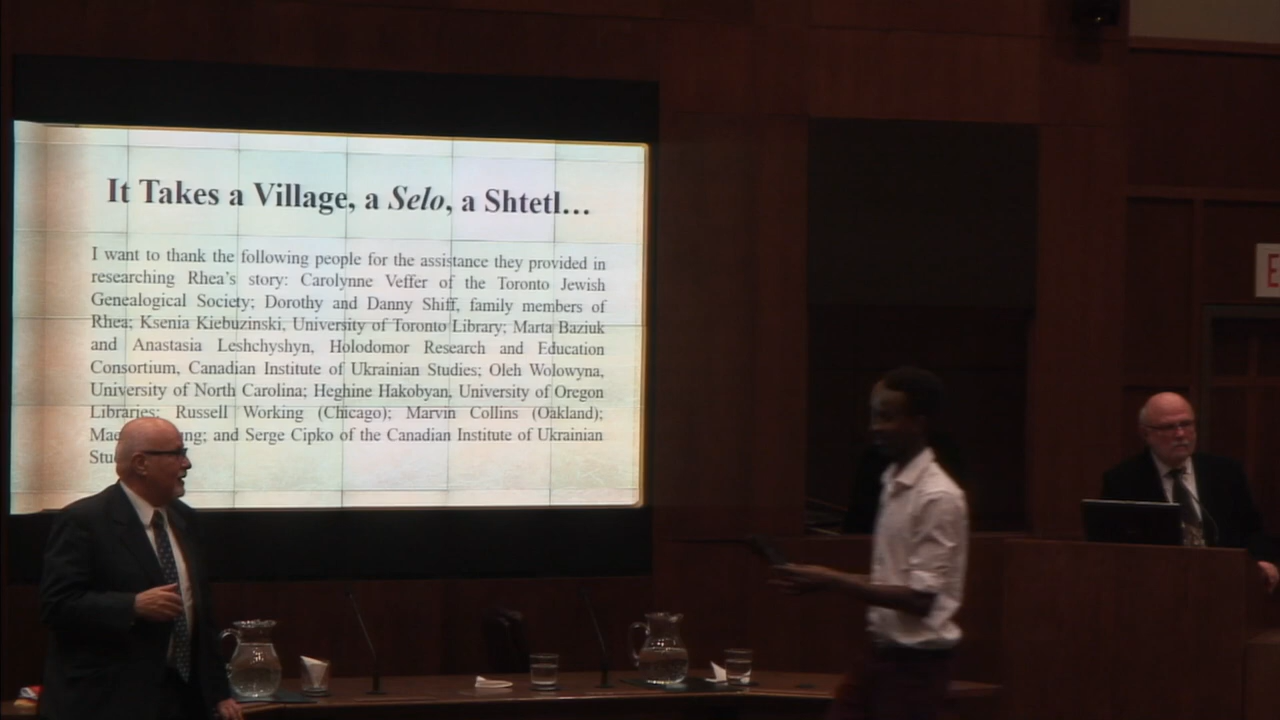 It Takes a Village, a Selo, a Shtetl...
I want to thank the following people for the assistance they provided in
researching Rhea's story: Carolynne Veffer of the Toronto Jewish
Genealogical Society; Dorothy and Danny Shiff, family members of
Rhea; Ksenia Kiebuzinski, University of Toronto Library; Marta Baziuk
and Anastasia Leshchyshyn, Holodomor Research and Education
Consortium, Canadian Institute of Ukrainian Studies; Oleh Wolowyna,
University of North Carolina; Heghine Hakobyan, University of Oregon
Libraries; Russell Working (Chicago); Marvin Collins (Oakland);
and Serge Cipko of the Canadian Institute of Ukrainian